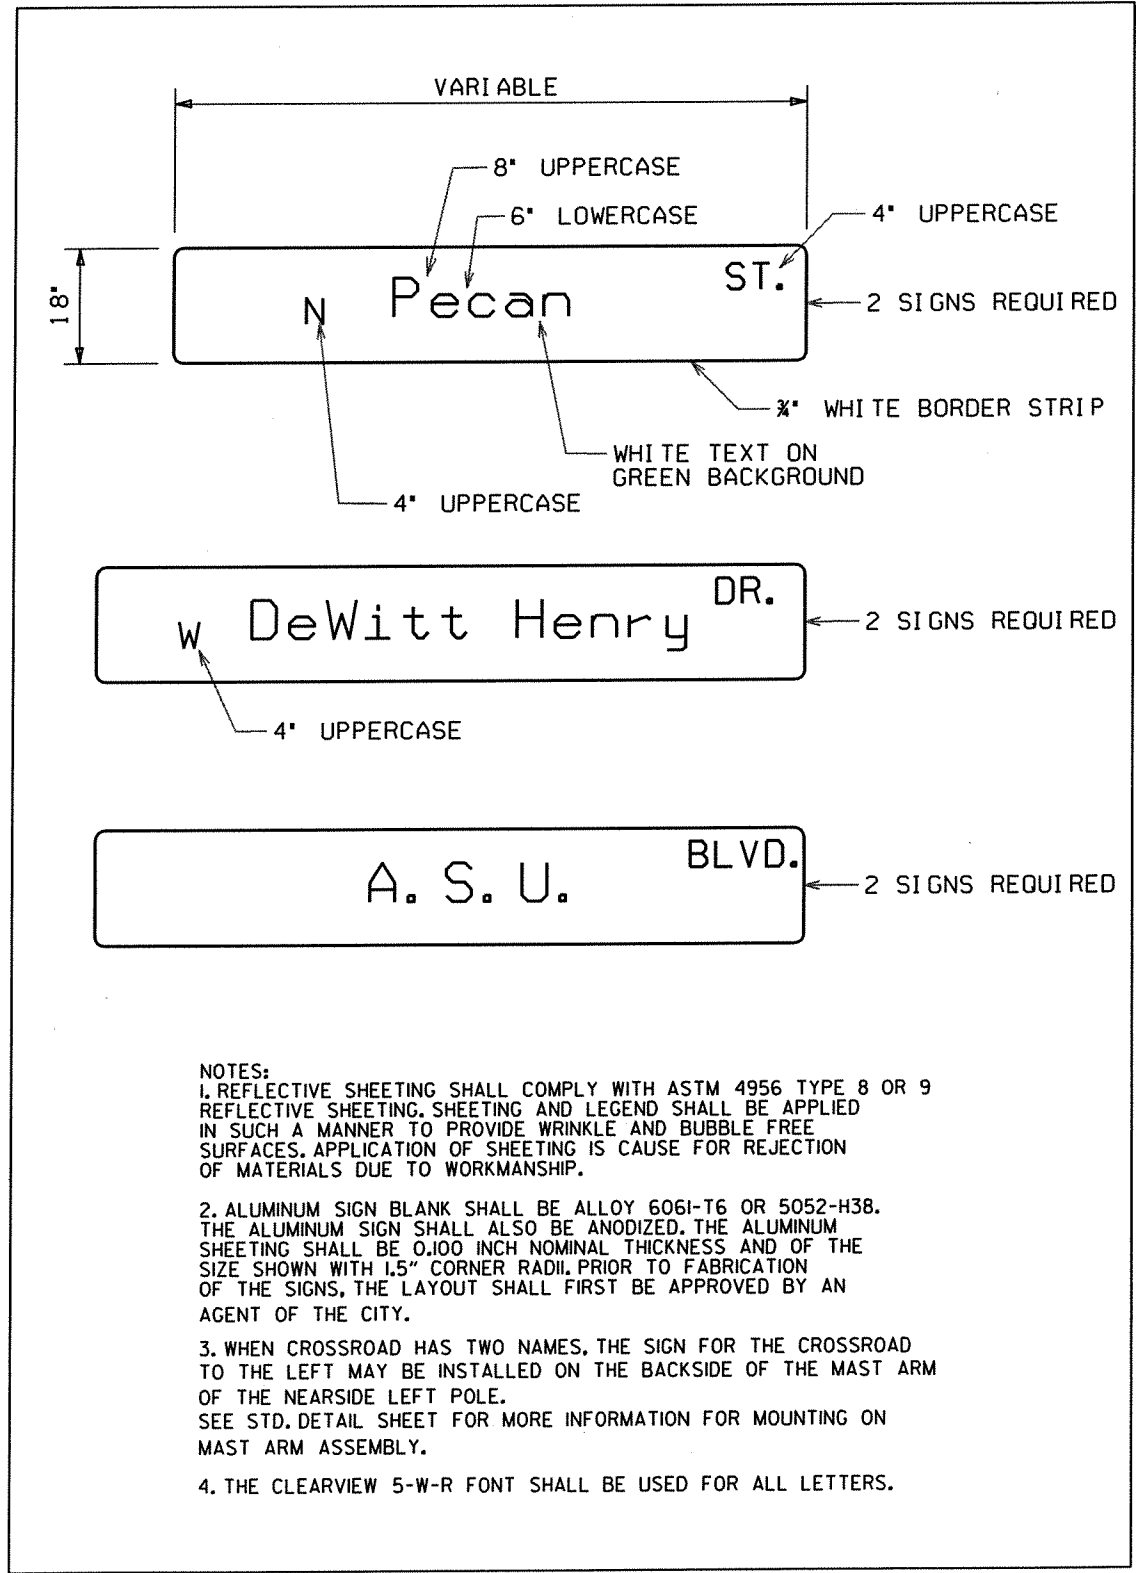 VARIABLE
8" UPPERCASE
6" LOWERCASE
4" UPPERCASE
18"
N Pecan ST.
2 SIGNS REQUIRED
¾" WHITE BORDER STRIP
WHITE TEXT ON
GREEN BACKGROUND
4" UPPERCASE
W DeWitt Henry DR.
2 SIGNS REQUIRED
4" UPPERCASE
A. S. U. BLVD.
2 SIGNS REQUIRED
NOTES:
1. REFLECTIVE SHEETING SHALL COMPLY WITH ASTM 4956 TYPE 8 OR 9
REFLECTIVE SHEETING. SHEETING AND LEGEND SHALL BE APPLIED
IN SUCH A MANNER TO PROVIDE WRINKLE AND BUBBLE FREE
SURFACES. APPLICATION OF SHEETING IS CAUSE FOR REJECTION
OF MATERIALS DUE TO WORKMANSHIP.
2. ALUMINUM SIGN BLANK SHALL BE ALLOY 6061-T6 OR 5052-H38.
THE ALUMINUM SIGN SHALL ALSO BE ANODIZED. THE ALUMINUM
SHEETING SHALL BE 0.100 INCH NOMINAL THICKNESS AND OF THE
SIZE SHOWN WITH 1.5" CORNER RADII. PRIOR TO FABRICATION
OF THE SIGNS, THE LAYOUT SHALL FIRST BE APPROVED BY AN
AGENT OF THE CITY.
3. WHEN CROSSROAD HAS TWO NAMES, THE SIGN FOR THE CROSSROAD
TO THE LEFT MAY BE INSTALLED ON THE BACKSIDE OF THE MAST ARM
OF THE NEARSIDE LEFT POLE.
SEE STD. DETAIL SHEET FOR MORE INFORMATION FOR MOUNTING ON
MAST ARM ASSEMBLY.
4. THE CLEARVIEW 5-W-R FONT SHALL BE USED FOR ALL LETTERS.